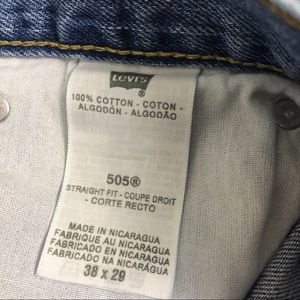 Levi's
®
100% COTTON - COTON -
ALGODÓN - ALGODÃO
505®
STRAIGHT FIT - COUPE DROIT
- CORTE RECTO
MADE IN NICARAGUA
FABRIQUÉ AU NICARAGUA
FABRICADO EN NICARAGUA
FABRICADO NA NICARÁGUA
38 x 29